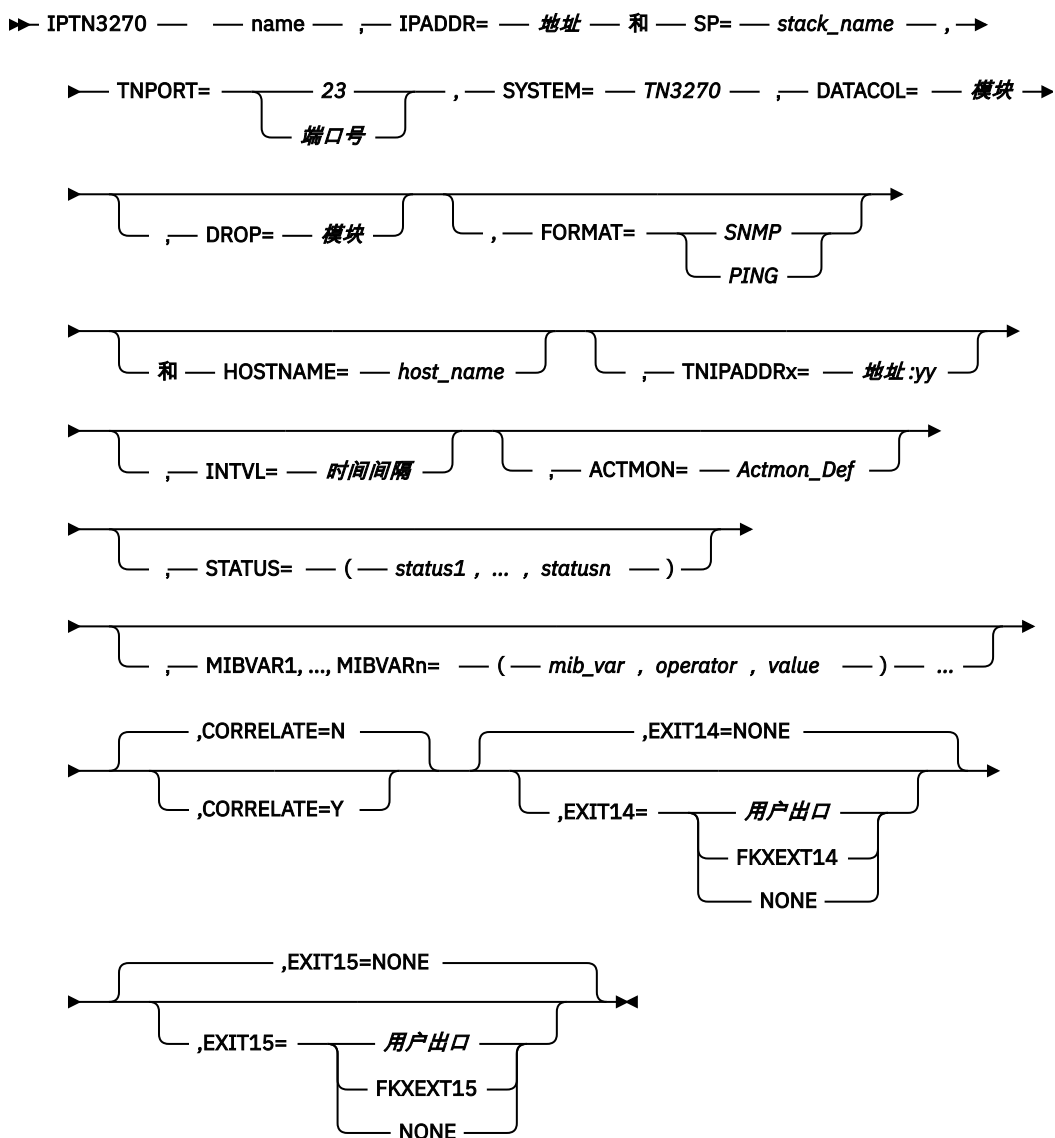 IPTN3270 name , IPADDR= 地址 和 SP= stack_name ,
TNPORT= 23 , SYSTEM= TN3270 , DATACOL= 模块
端口号
, DROP= 模块 , FORMAT= SNMP
PING
和 HOSTNAME= host_name , TNIPADDRx= 地址 :yy
, INTVL= 时间间隔 , ACTMON= Actmon_Def
, STATUS= ( status1 , ... , statusn )
, MIBVAR1, ..., MIBVARn= ( mib_var , operator , value ) ...
,CORRELATE=N ,EXIT14=NONE
,CORRELATE=Y ,EXIT14= 用户出口
FKXEXT14
NONE
,EXIT15=NONE
,EXIT15= 用户出口
FKXEXT15
NONE